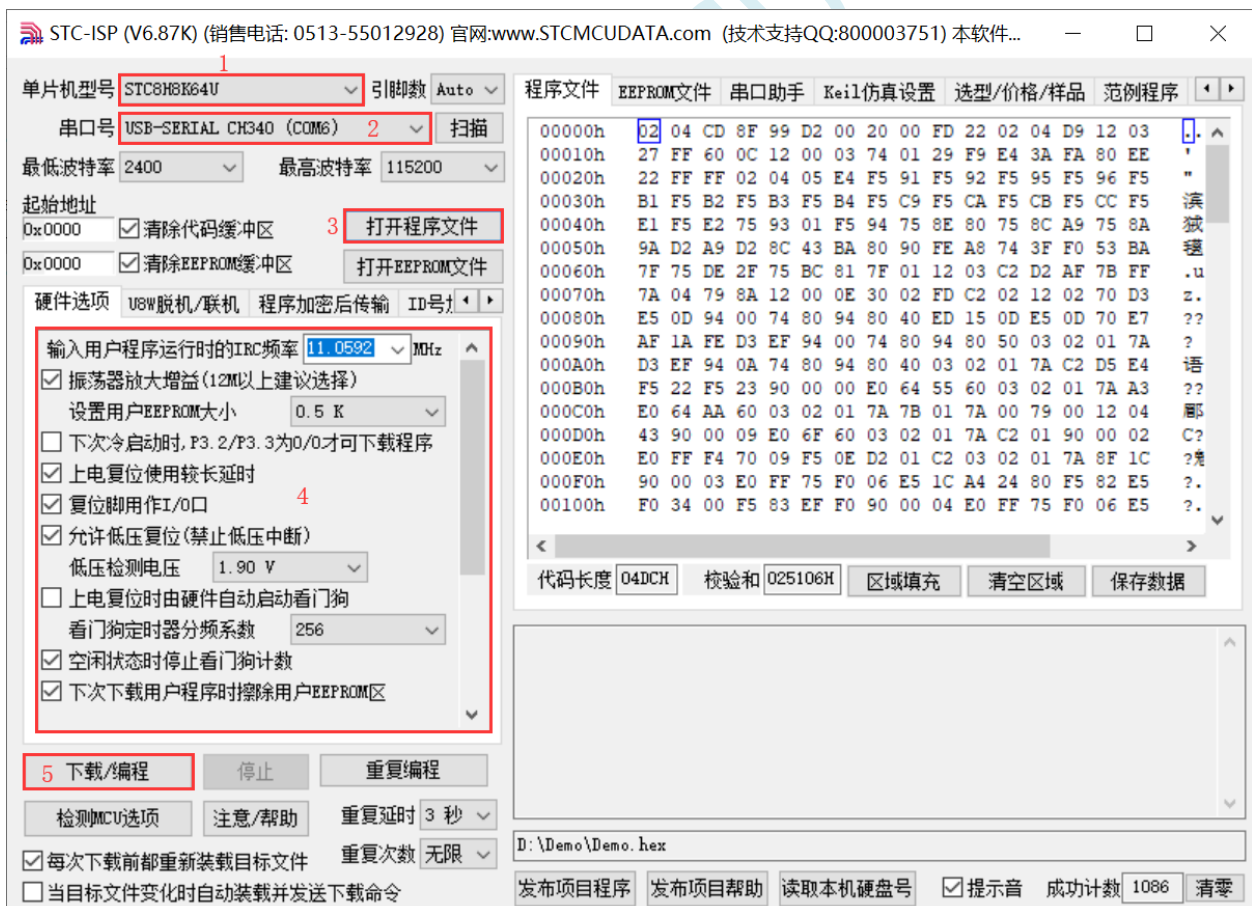 STC-ISP (V6.87K) (销售电话: 0513-55012928) 官网:www.STCMCUDATA.com (技术支持QQ:800003751) 本软件...
1
单片机型号 STC8H8K64U 引脚数 Auto
串口号 USB-SERIAL CH340 (COM6) 2 扫描
最低波特率 2400 最高波特率 115200
起始地址
0x0000 清除代码缓冲区 3 打开程序文件
0x0000 清除EEPROM缓冲区 打开EEPROM文件
硬件选项 U8W脱机/联机 程序加密后传输 ID号
输入用户程序运行时的IRC频率 11.0592 MHz
振荡器放大增益(12M以上建议选择)
设置用户EEPROM大小 0.5 K
下次冷启动时,P3.2/P3.3为0/0才可下载程序
上电复位使用较长延时
复位脚用作I/O口
4
允许低压复位(禁止低压中断)
低压检测电压 1.90 V
上电复位时由硬件自动启动看门狗
看门狗定时器分频系数 256
空闲状态时停止看门狗计数
下次下载用户程序时擦除用户EEPROM区
5 下载/编程 停止 重复编程
检测MCU选项 注意/帮助 重复延时 3 秒
每次下载前都重新装载目标文件 重复次数 无限
当目标文件变化时自动装载并发送下载命令
程序文件 EEPROM文件 串口助手 Keil仿真设置 选型/价格/样品 范例程序
00000h 02 04 CD 8F 99 D2 00 20 00 FD 22 02 04 D9 12 03 ..
00010h 27 FF 60 0C 12 00 03 74 01 29 F9 E4 3A FA 80 EE '
00020h 22 FF FF 02 04 05 E4 F5 91 F5 92 F5 95 F5 96 F5 "
00030h B1 F5 B2 F5 B3 F5 B4 F5 C9 F5 CA F5 CB F5 CC F5
00040h E1 F5 E2 75 93 01 F5 94 75 8E 80 75 8C A9 75 8A
00050h 9A D2 A9 D2 8C 43 BA 80 90 FE A8 74 3F F0 53 BA
00060h 7F 75 DE 2F 75 BC 81 7F 01 12 03 C2 D2 AF 7B FF .u
00070h 7A 04 79 8A 12 00 0E 30 02 FD C2 02 12 02 70 D3 z.
00080h E5 0D 94 00 74 80 94 80 40 ED 15 0D E5 0D 70 E7 ??
00090h AF 1A FE D3 EF 94 00 74 80 94 80 50 03 02 01 7A ?
000A0h D3 EF 94 0A 74 80 94 80 40 03 02 01 7A C2 D5 E4 语
000B0h F5 22 F5 23 90 00 00 E0 64 55 60 03 02 01 7A A3 ??
000C0h E0 64 AA 60 03 02 01 7A 7B 01 7A 00 79 00 12 04
000D0h 43 90 00 09 E0 6F 60 03 02 01 7A C2 01 90 00 02 C?
000E0h E0 FF F4 70 09 F5 0E D2 01 C2 03 02 01 7A 8F 1C
000F0h 90 00 03 E0 FF 75 F0 06 E5 1C A4 24 80 F5 82 E5 ?.
00100h F0 34 00 F5 83 EF F0 90 00 04 E0 FF 75 F0 06 E5 ?.
代码长度 04DCH 校验和 025106H 区域填充 清空区域 保存数据
D:\Demo\Demo.hex
发布项目程序 发布项目帮助 读取本机硬盘号 提示音 成功计数 1086 清零